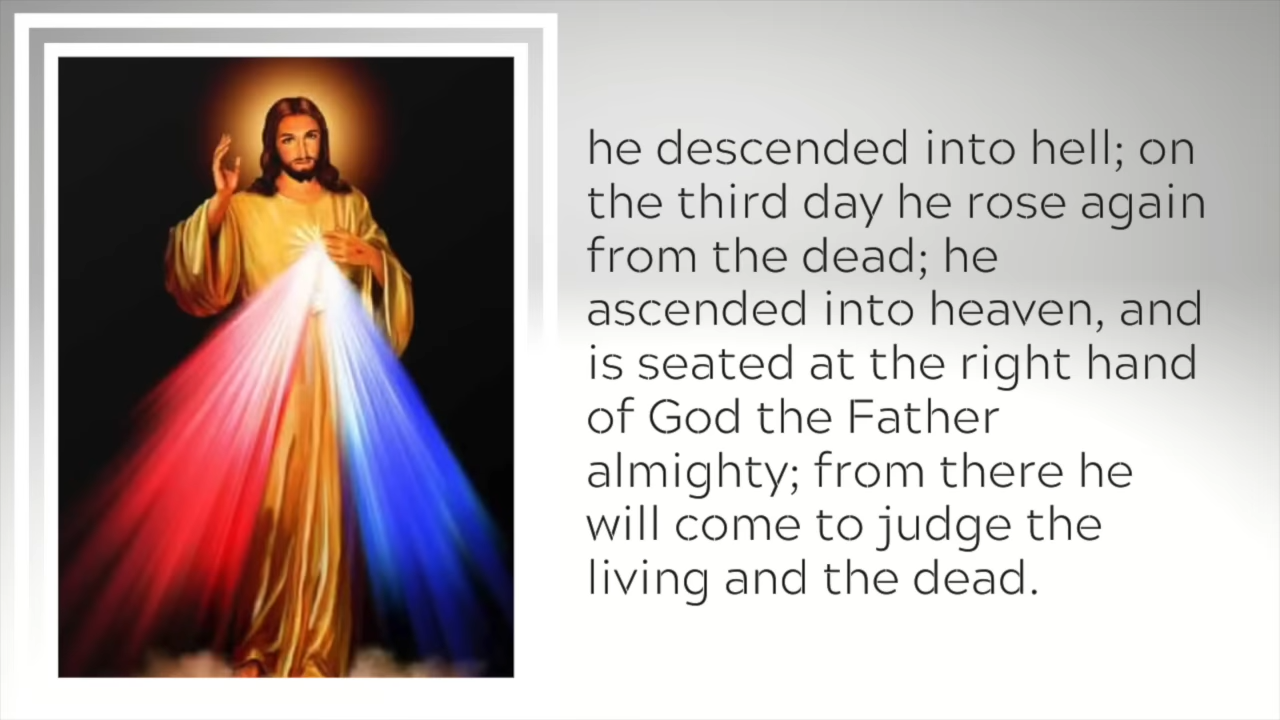 he descended into hell; on
the third day he rose again
from the dead; he
ascended into heaven, and
is seated at the right hand
of God the Father
almighty; from there he
will come to judge the
living and the dead.